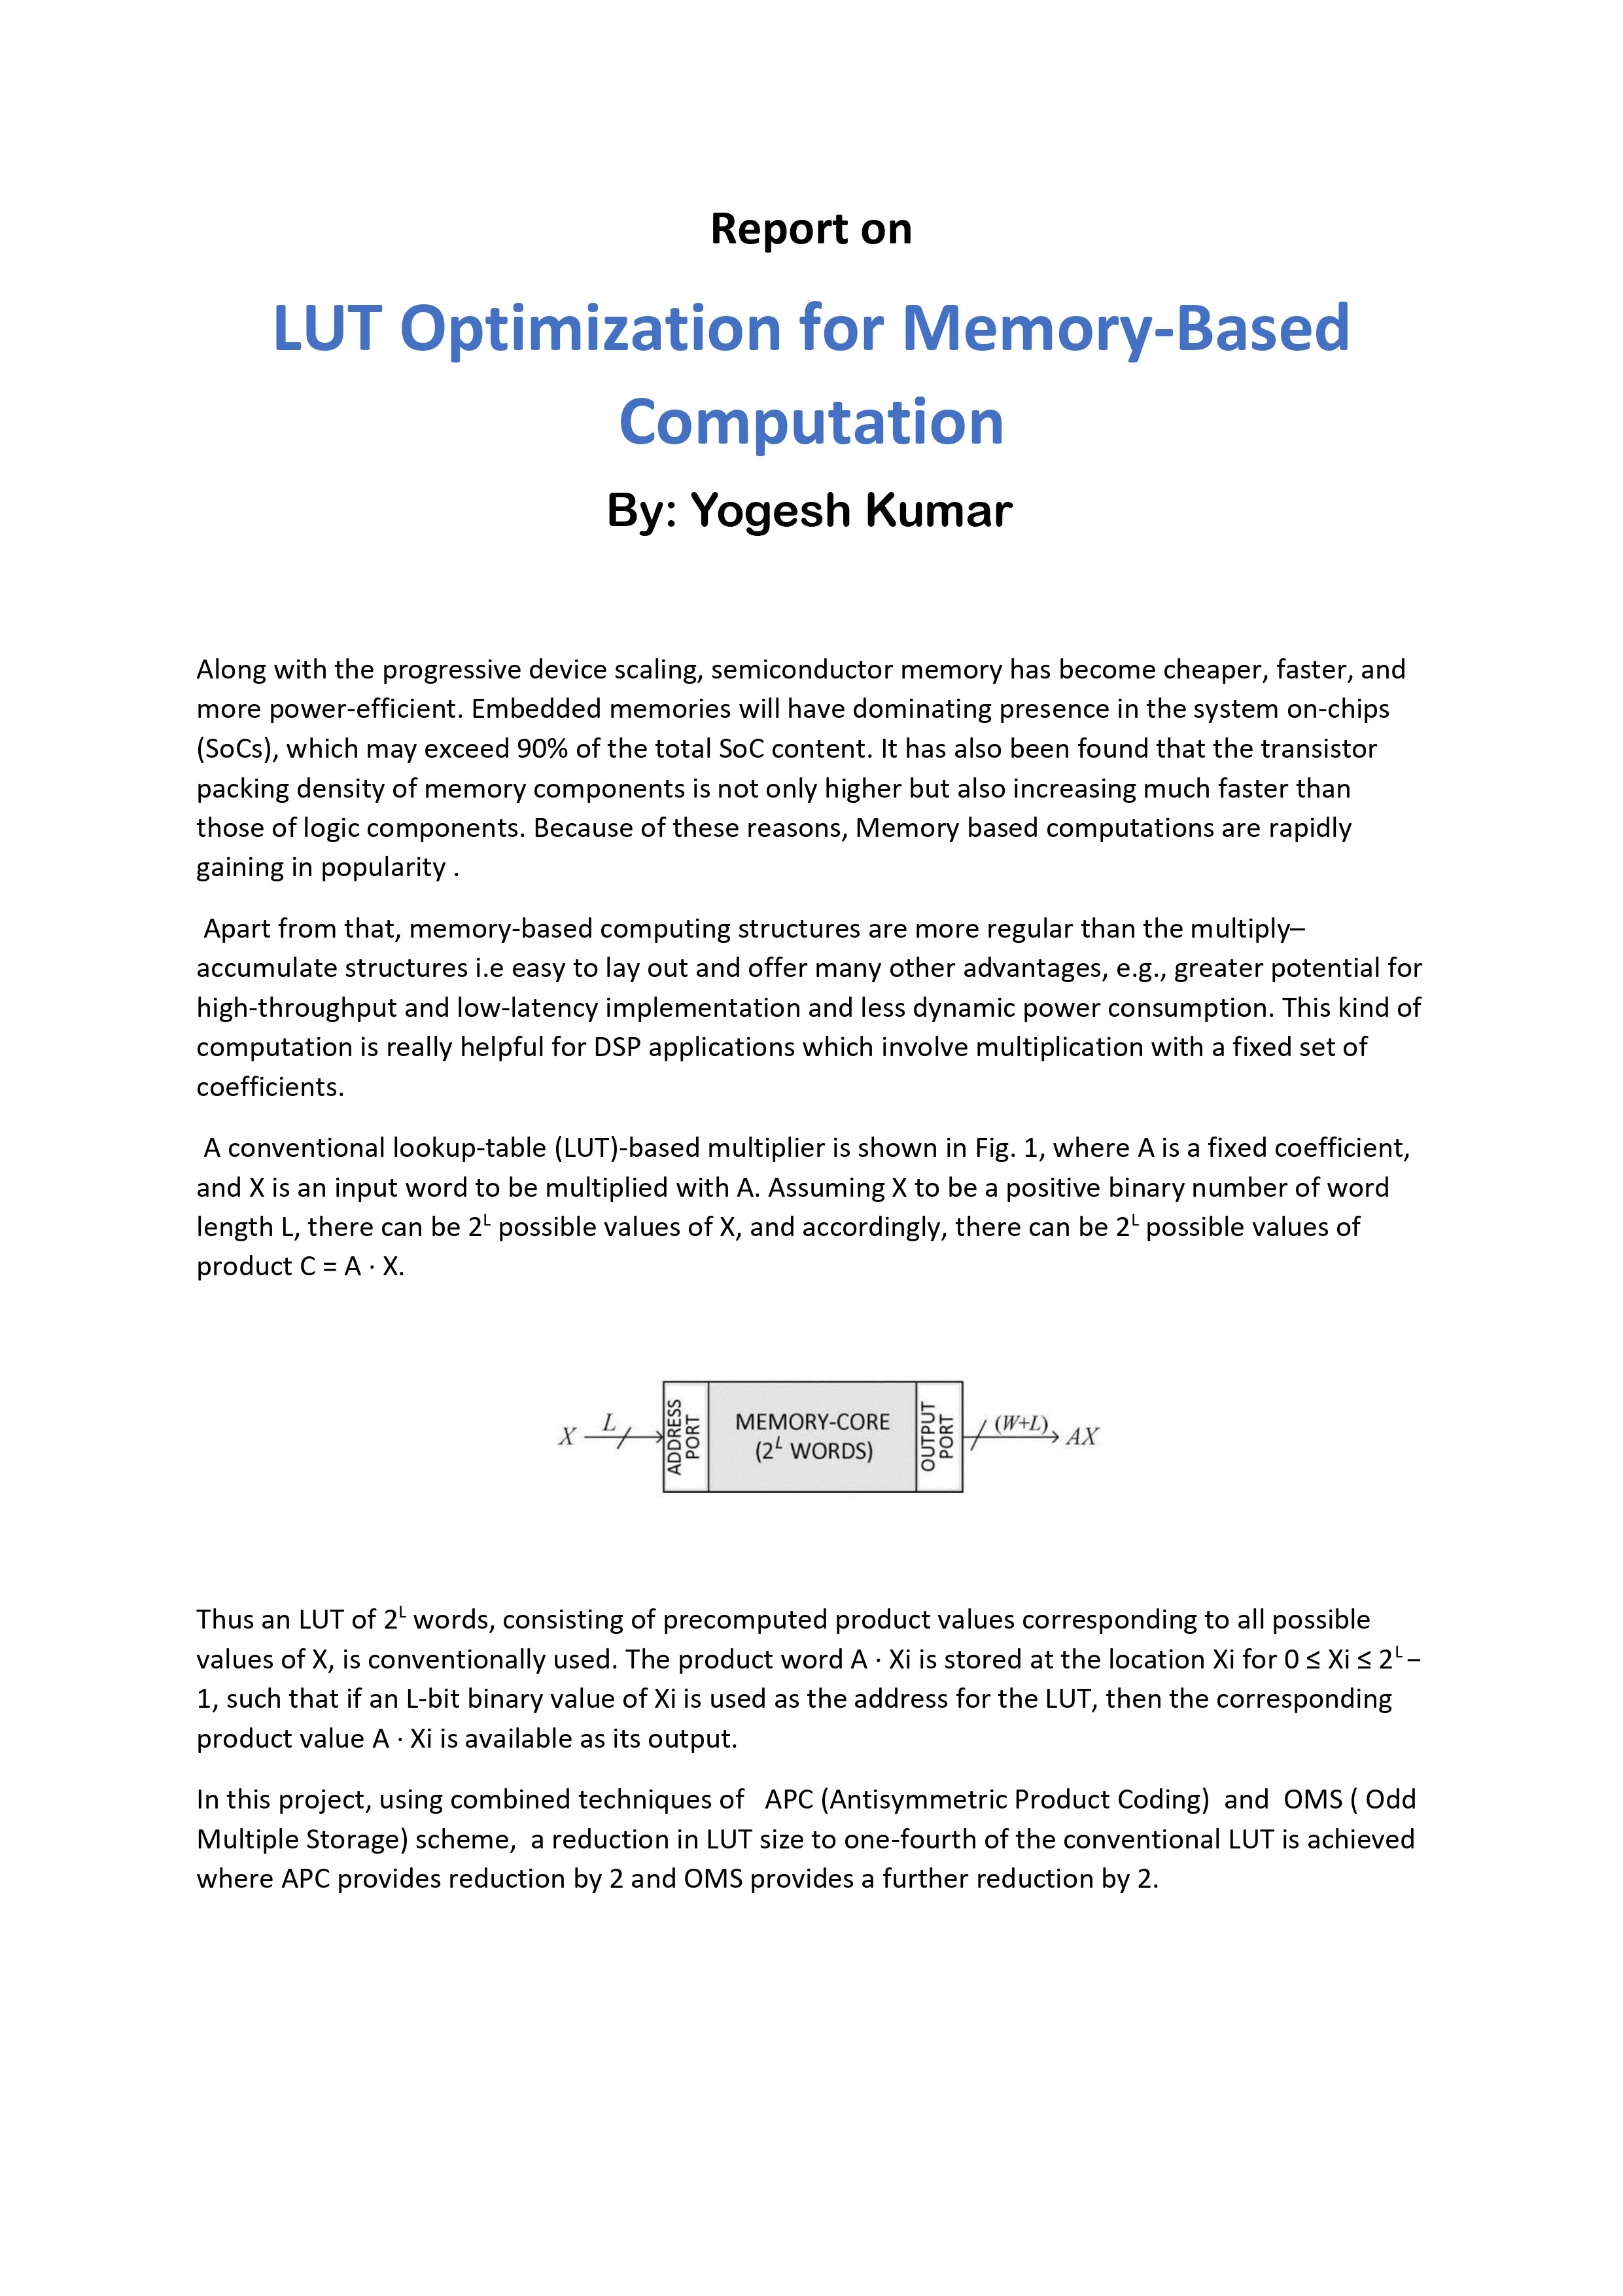 Report on
LUT Optimization for Memory-Based
Computation
By: Yogesh Kumar
Along with the progressive device scaling, semiconductor memory has become cheaper, faster, and
more power-efficient. Embedded memories will have dominating presence in the system on-chips
(SoCs), which may exceed 90% of the total SoC content. It has also been found that the transistor
packing density of memory components is not only higher but also increasing much faster than
those of logic components. Because of these reasons, Memory based computations are rapidly
gaining in popularity .
Apart from that, memory-based computing structures are more regular than the multiply–
accumulate structures i.e easy to lay out and offer many other advantages, e.g., greater potential for
high-throughput and low-latency implementation and less dynamic power consumption. This kind of
computation is really helpful for DSP applications which involve multiplication with a fixed set of
coefficients.
A conventional lookup-table (LUT)-based multiplier is shown in Fig. 1, where A is a fixed coefficient,
and X is an input word to be multiplied with A. Assuming X to be a positive binary number of word
length L, there can be 2^L possible values of X, and accordingly, there can be 2^L possible values of
product C = A · X.
X
L
ADDRESS
PORT
MEMORY-CORE
(2^L WORDS)
OUTPUT
PORT
(W+L)
AX
Thus an LUT of 2^L words, consisting of precomputed product values corresponding to all possible
values of X, is conventionally used. The product word A · Xi is stored at the location Xi for 0 ≤ Xi ≤ 2^L –
1, such that if an L-bit binary value of Xi is used as the address for the LUT, then the corresponding
product value A · Xi is available as its output.
In this project, using combined techniques of   APC (Antisymmetric Product Coding)  and  OMS ( Odd
Multiple Storage) scheme,  a reduction in LUT size to one-fourth of the conventional LUT is achieved
where APC provides reduction by 2 and OMS provides a further reduction by 2.